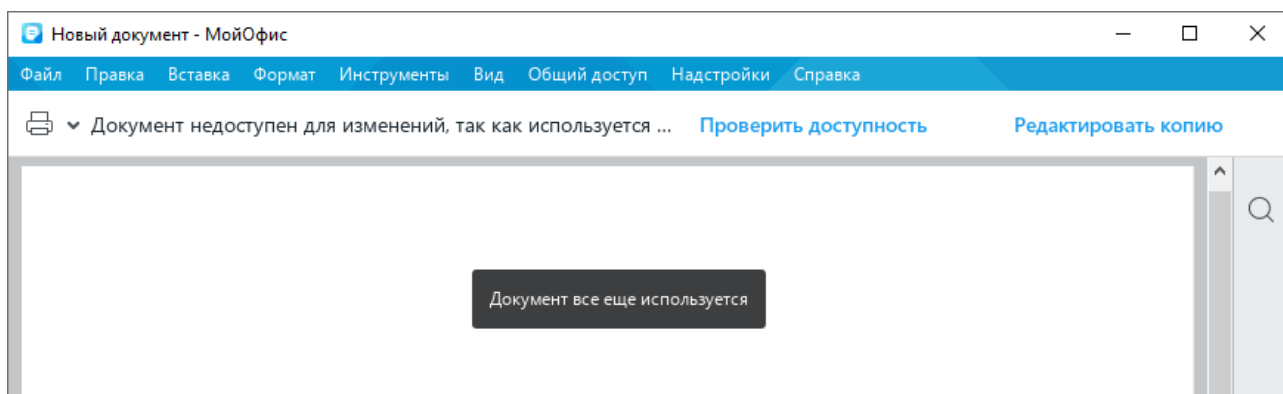 Новый документ - МойОфис
Файл Правка Вставка Формат Инструменты Вид Общий доступ Надстройки Справка
Документ недоступен для изменений, так как используется ... Проверить доступность Редактировать копию
Документ все еще используется